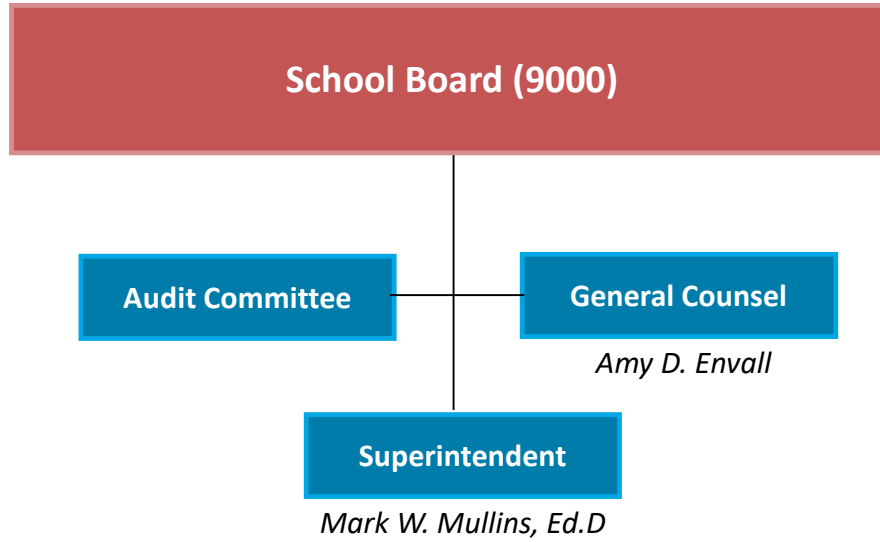 School Board (9000)
Audit Committee
General Counsel
Amy D. Envall
Superintendent
Mark W. Mullins, Ed.D